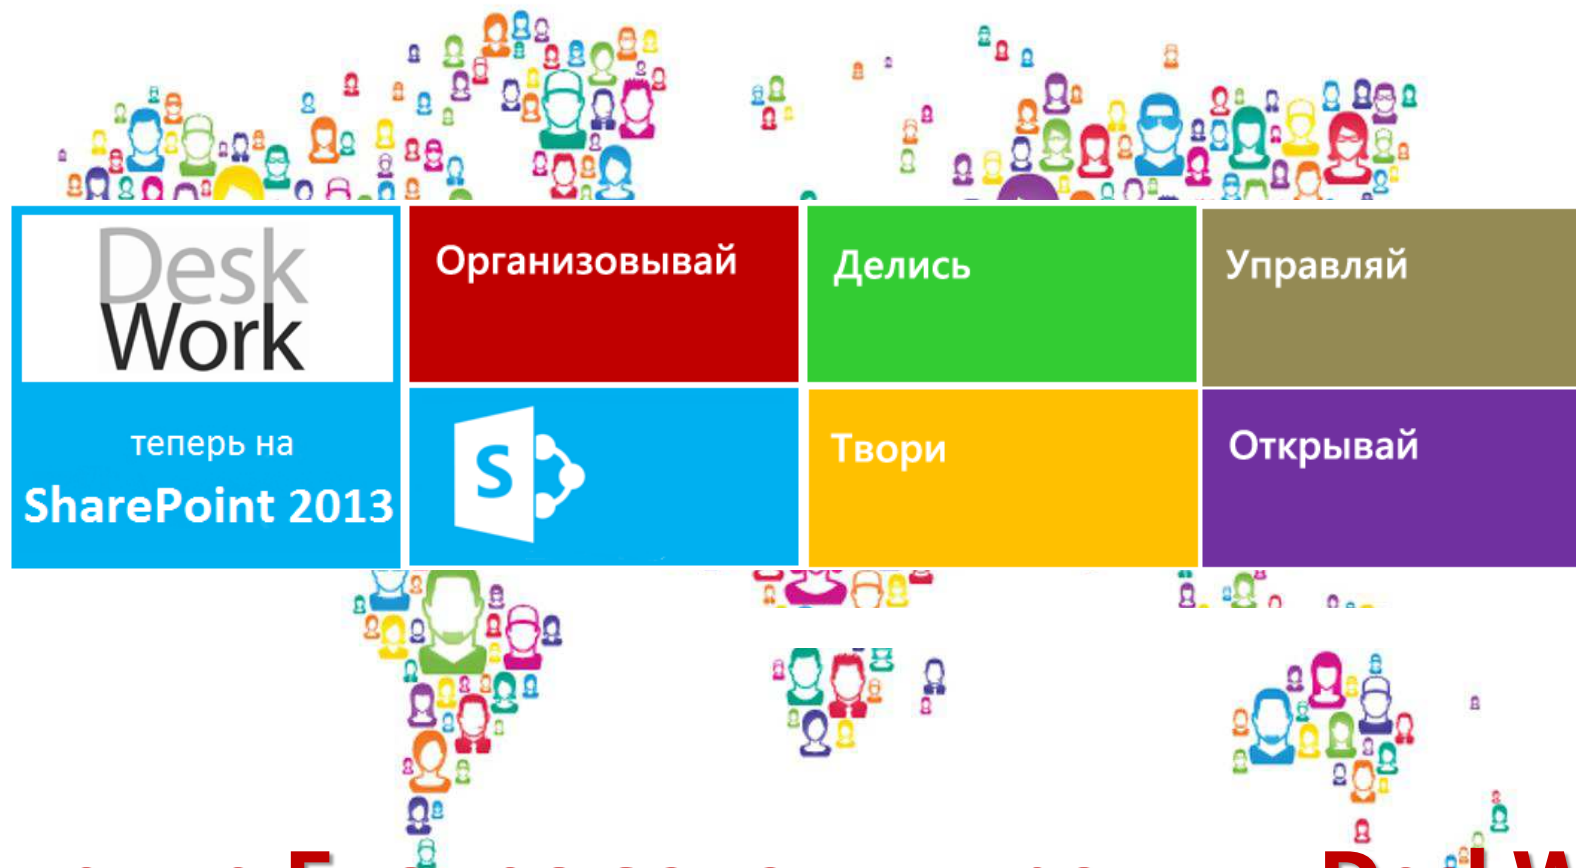 Desk
Work
теперь на
SharePoint 2013
Организовывай
Делись
Управляй
S
Твори
Открывай